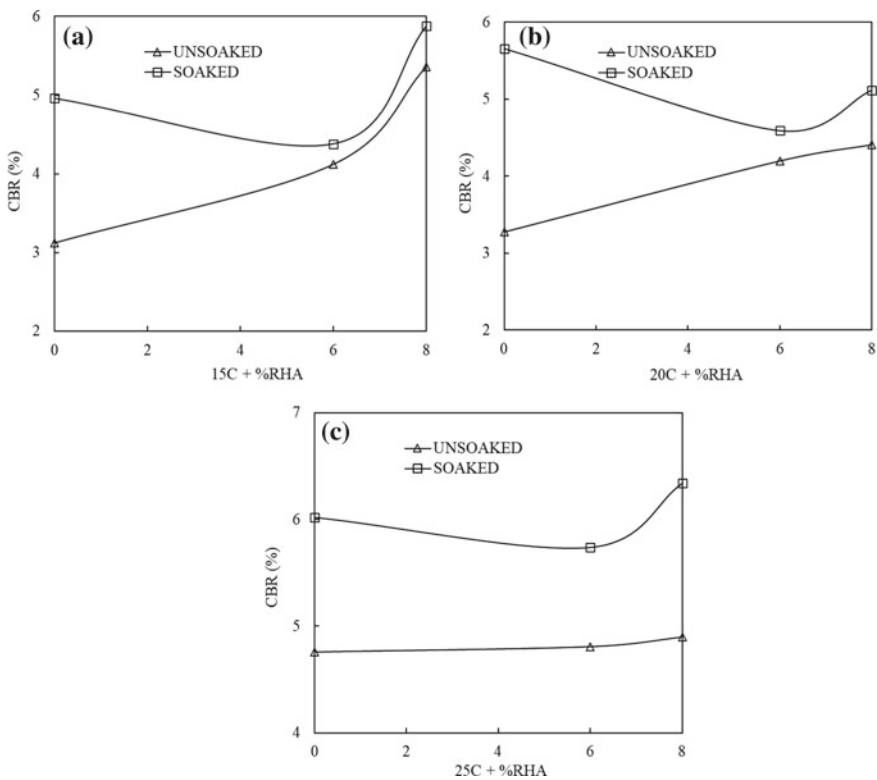 (a)
UNSOAKED
SOAKED
CBR (%)
6
5
4
3
2
0 2 4 6 8
15C + %RHA
(b)
UNSOAKED
SOAKED
CBR (%)
6
5
4
3
2
0 2 4 6 8
20C + %RHA
(c)
UNSOAKED
SOAKED
CBR (%)
7
6
5
4
0 2 4 6 8
25C + %RHA